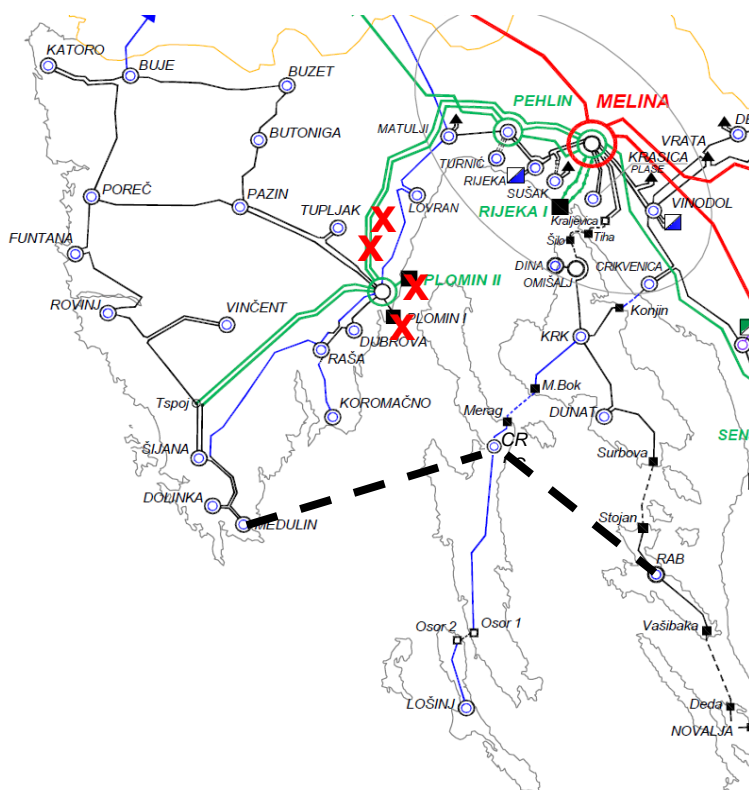 KATORO
BUJE
BUZET
BUTONIGA
POREČ
PAZIN
TUPLJAK
FUNTANA
ROVINJ
VINČENT
MATULJI
PEHLIN
MELINA
TURNIĆ
RIJEKA
SUŠAK
LOVRAN
RIJEKA I
DE
VRATA
KRASICA
PLASE
VINODOL
Kraljevica
Šilo
Tiha
DINA
OMIŠALJ
CRIKVENICA
X
X
PLOMIN II
X
PLOMIN I
X
DUBROVA
RAŠA
KOROMAČNO
Konjin
KRK
M.Bok
Merag
DUNAT
CR
Tspoj
ŠIJANA
DOLINKA
MEDULIN
SEN
Surbova
Stojan
RAB
Vašibaka
Osor 2
Osor 1
LOŠINJ
Deda
NOVALJA